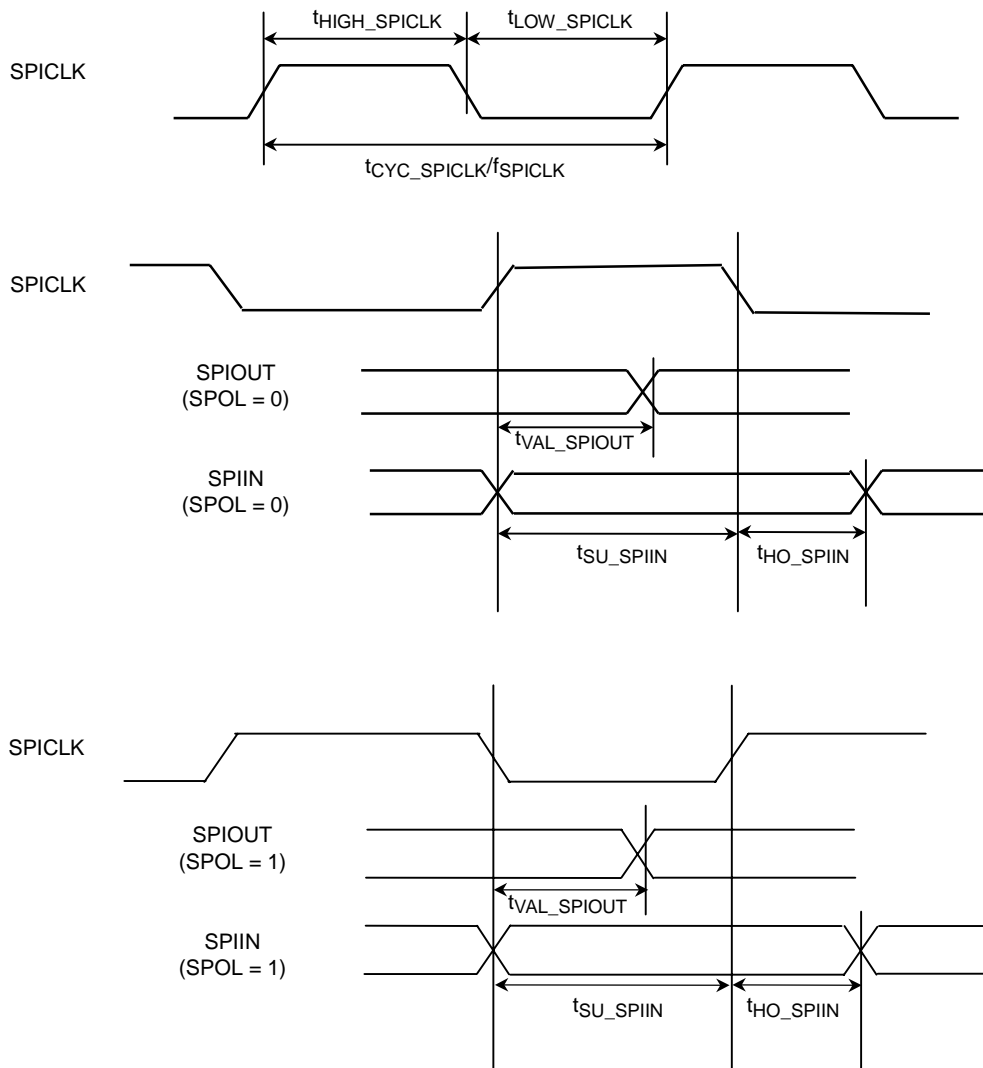 tHIGH_SPICLK
tLOW_SPICLK
SPICLK
tCYC_SPICLK/fSPICLK
SPICLK
SPIOUT
(SPOL = 0)
tVAL_SPIOUT
SPIIN
(SPOL = 0)
tSU_SPIIN
tHO_SPIIN
SPICLK
SPIOUT
(SPOL = 1)
tVAL_SPIOUT
SPIIN
(SPOL = 1)
tSU_SPIIN
tHO_SPIIN